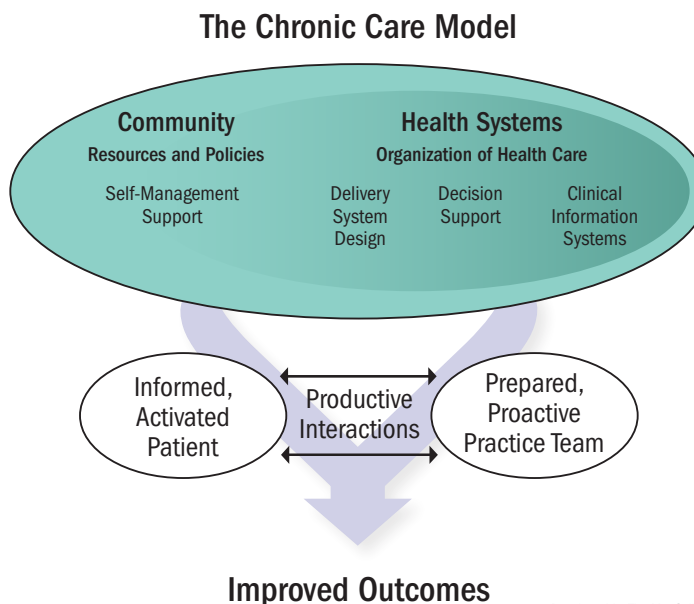 The Chronic Care Model
Community
Resources and Policies
Self-Management
Support
Health Systems
Organization of Health Care
Delivery
System
Design
Decision
Support
Clinical
Information
Systems
Informed,
Activated
Patient
Productive
Interactions
Prepared,
Proactive
Practice Team
Improved Outcomes